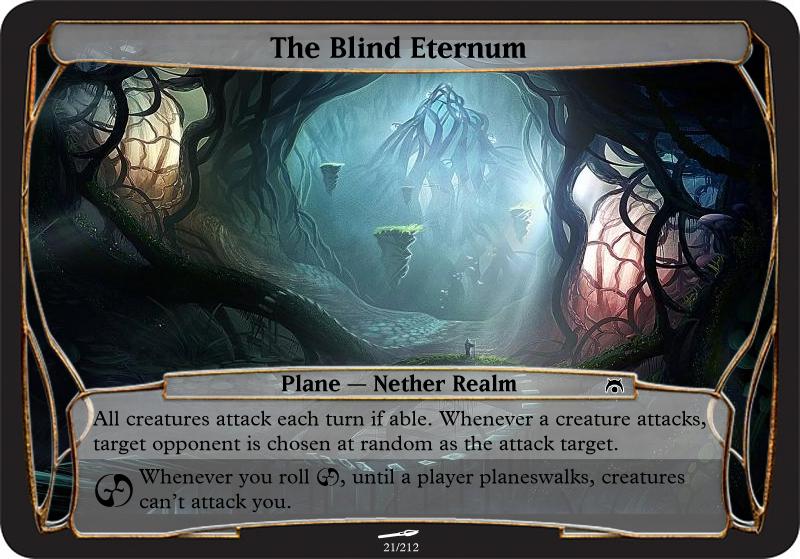 The Blind Eternum
Plane — Nether Realm
All creatures attack each turn if able. Whenever a creature attacks,
target opponent is chosen at random as the attack target.
Whenever you roll , until a player planeswalks, creatures
can't attack you.
21/212